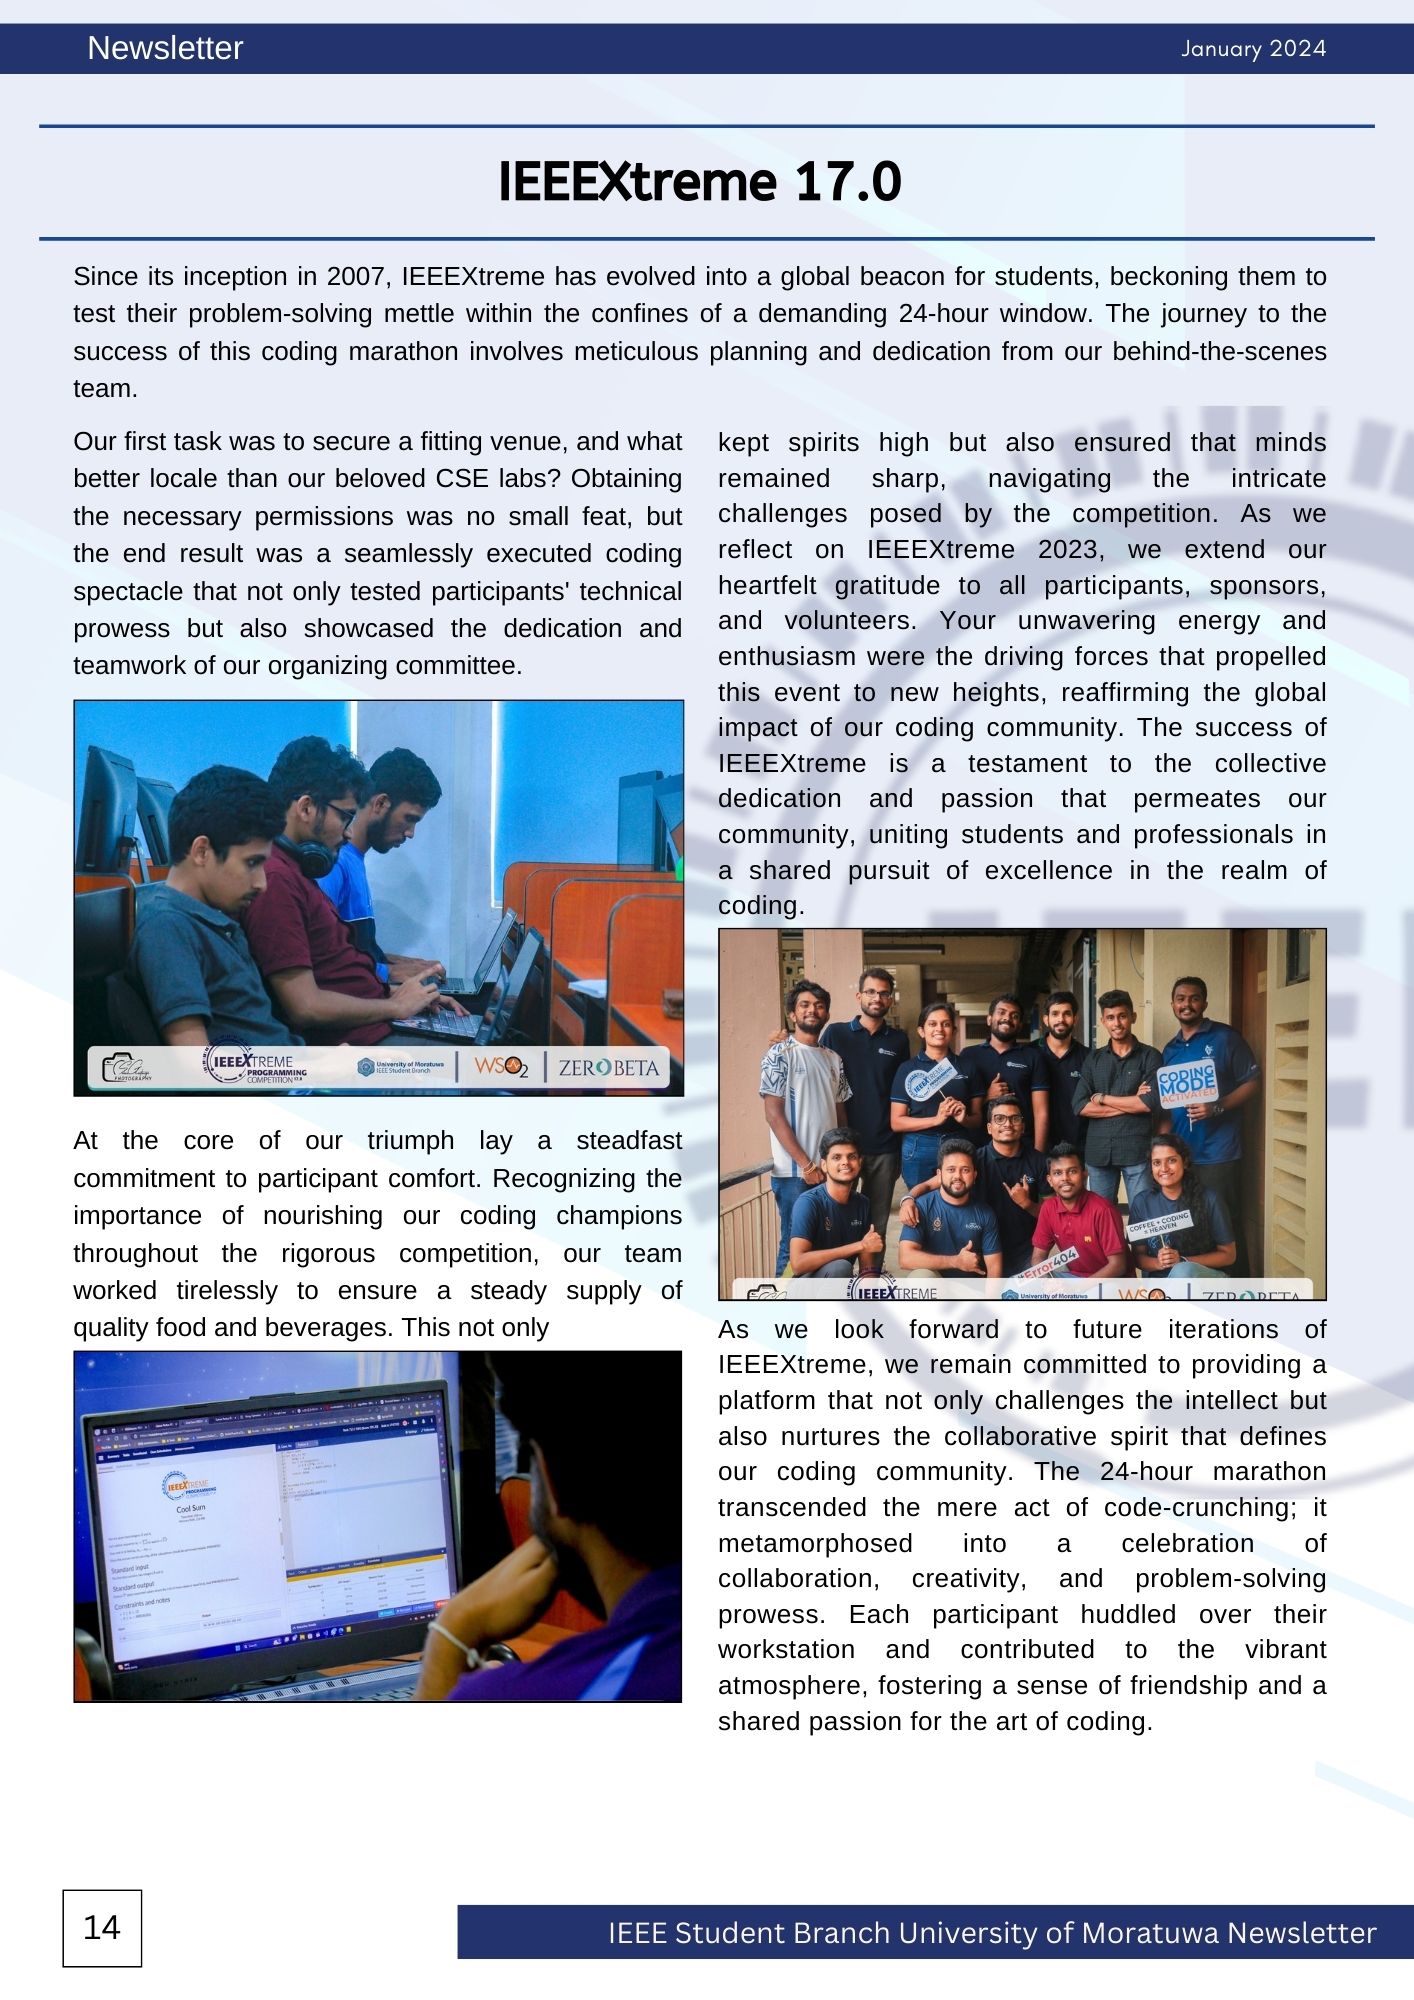 Newsletter
January 2024
IEEEXtreme 17.0
Since its inception in 2007, IEEEXtreme has evolved into a global beacon for students, beckoning them to
test their problem-solving mettle within the confines of a demanding 24-hour window. The journey to the
success of this coding marathon involves meticulous planning and dedication from our behind-the-scenes
team.
Our first task was to secure a fitting venue, and what
better locale than our beloved CSE labs? Obtaining
the necessary permissions was no small feat, but
the end result was a seamlessly executed coding
spectacle that not only tested participants' technical
prowess but also showcased the dedication and
teamwork of our organizing committee.
PHOTOGRAPHY
IEEEXTREME
PROGRAMMING
COMPETITION 17.0
University of Moratuwa
IEEE Student Branch
WSO2
ZEROBETA
At the core of our triumph lay a steadfast
commitment to participant comfort. Recognizing the
importance of nourishing our coding champions
throughout the rigorous competition, our team
worked tirelessly to ensure a steady supply of
quality food and beverages. This not only
IEEEXTREME
PROGRAMMING
Cool Sum
Standard input
Standard output
Constraints and notes
kept spirits high but also ensured that minds
remained sharp, navigating the intricate
challenges posed by the competition. As we
reflect on IEEEXtreme 2023, we extend our
heartfelt gratitude to all participants, sponsors,
and volunteers. Your unwavering energy and
enthusiasm were the driving forces that propelled
this event to new heights, reaffirming the global
impact of our coding community. The success of
IEEEXtreme is a testament to the collective
dedication and passion that permeates our
community, uniting students and professionals in
a shared pursuit of excellence in the realm of
coding.
CODING
MODE
ACTIVATED
COFFEE + CODING
= HEAVEN
#Error404
IEEEXTREME
University of Moratuwa
WSO2
ZEROBETA
As we look forward to future iterations of
IEEEXtreme, we remain committed to providing a
platform that not only challenges the intellect but
also nurtures the collaborative spirit that defines
our coding community. The 24-hour marathon
transcended the mere act of code-crunching; it
metamorphosed into a celebration of
collaboration, creativity, and problem-solving
prowess. Each participant huddled over their
workstation and contributed to the vibrant
atmosphere, fostering a sense of friendship and a
shared passion for the art of coding.
14
IEEE Student Branch University of Moratuwa Newsletter